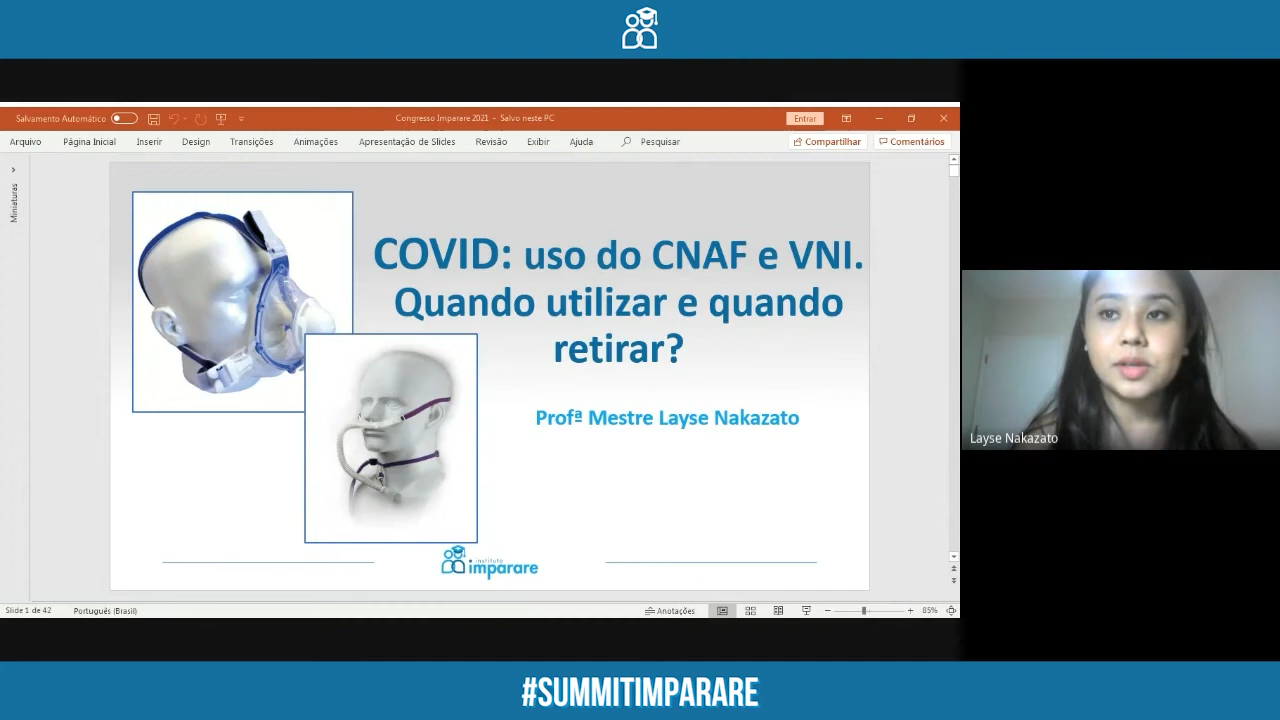 Salvamento Automático
Congresso Imparare 2021 - Salvo neste PC
Entrar
Arquivo
Página Inicial
Inserir
Design
Transições
Animações
Apresentação de Slides
Revisão
Exibir
Ajuda
Pesquisar
Compartilhar
Comentários
Miniaturas
COVID: uso do CNAF e VNI.
Quando utilizar e quando
retirar?
Profª Mestre Layse Nakazato
instituto
imparare
Layse Nakazato
Slide 1 de 42
Português (Brasil)
Anotações
85%
#SUMMITIMPARARE